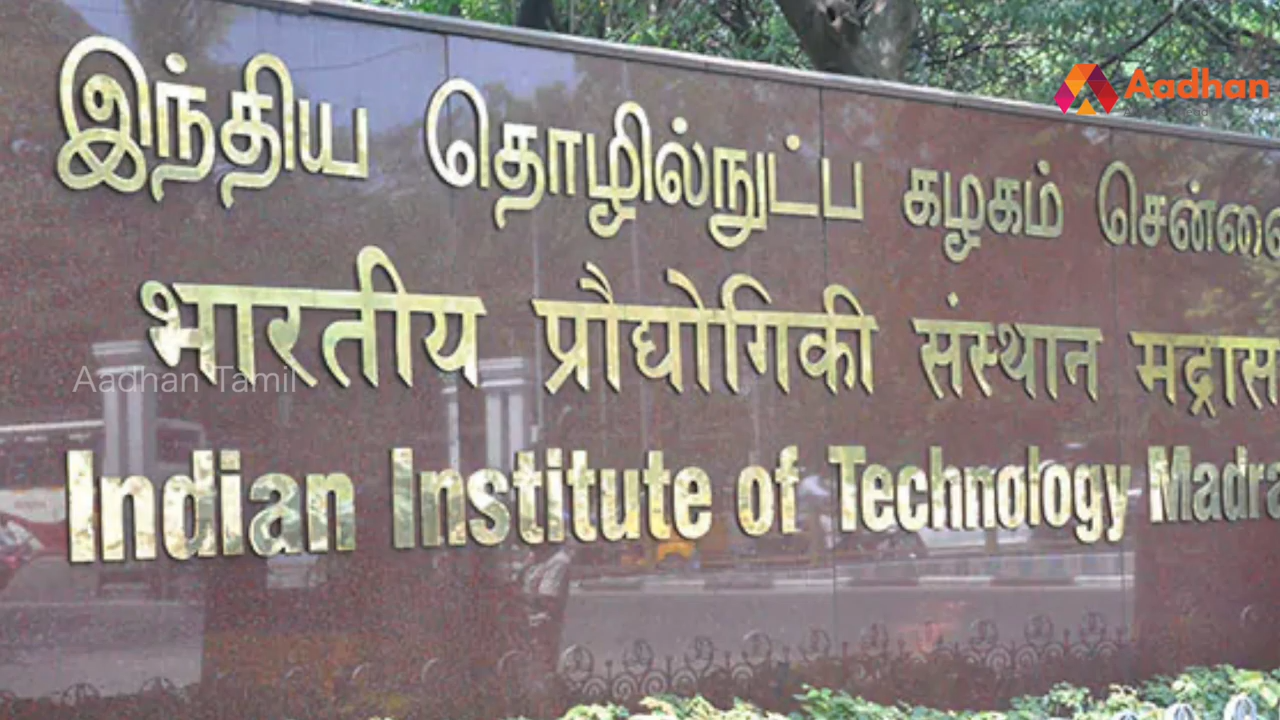 Aadhan
இந்திய தொழில்நுட்ப கழகம் சென்னை
भारतीय प्रौद्योगिकी संस्थान मद्रास
Aadhan Tamil
Indian Institute of Technology Madra